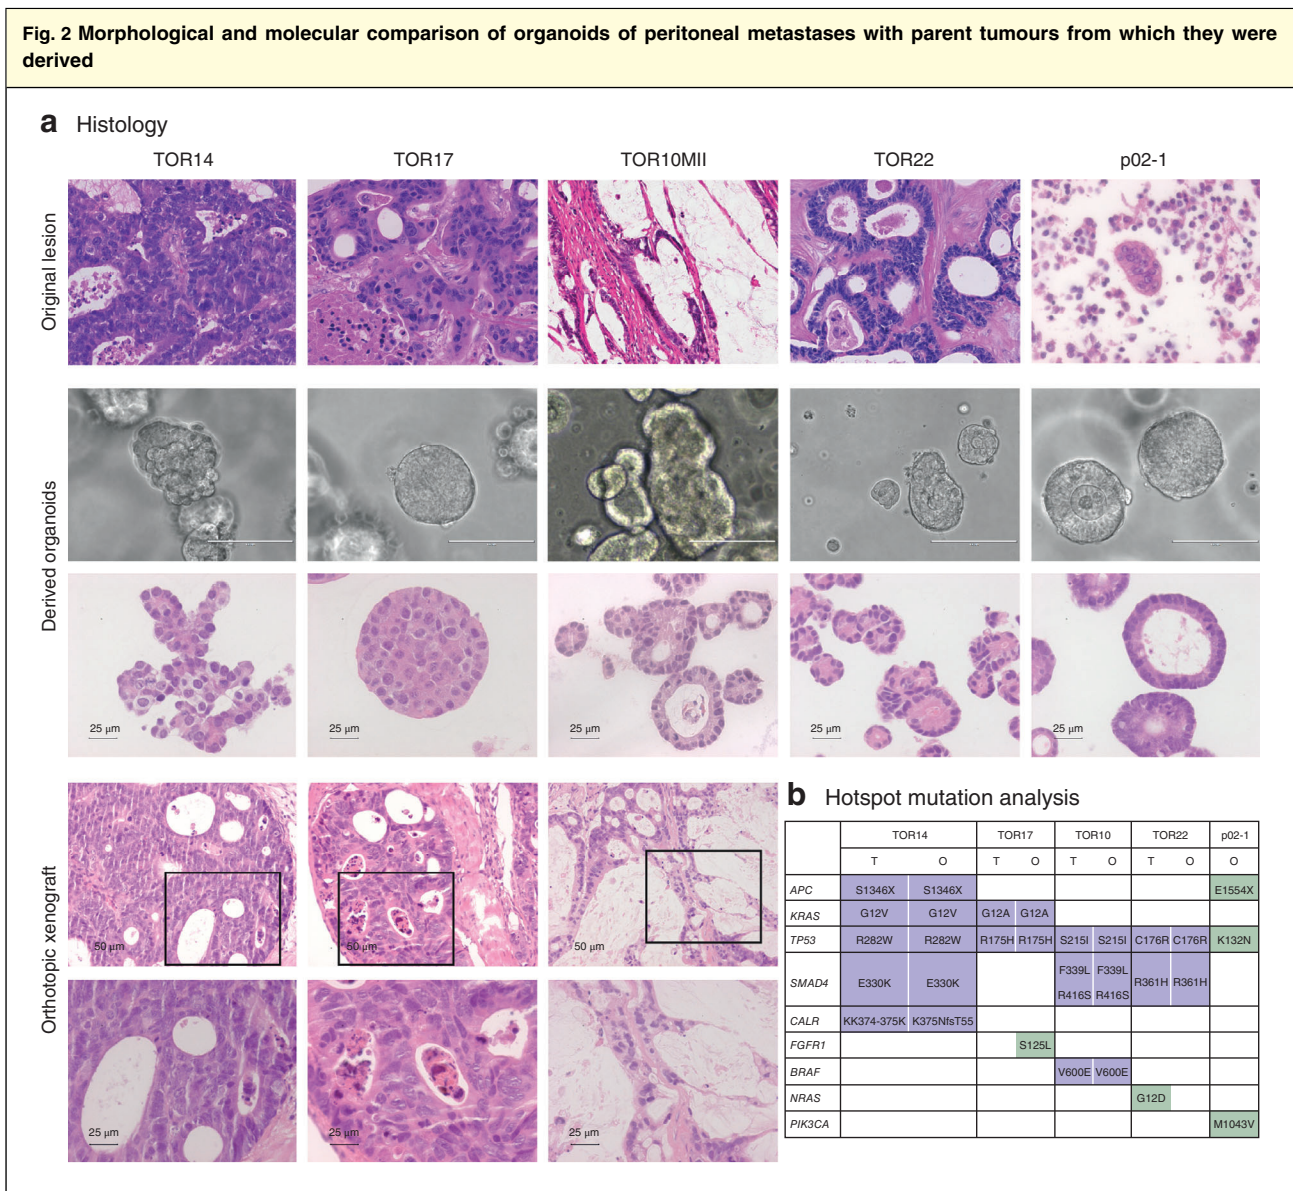 Fig. 2 Morphological and molecular comparison of organoids of peritoneal metastases with parent tumours from which they were
derived
a Histology
TOR14 TOR17 TOR10MII TOR22 p02-1
Original lesion
Derived organoids
25 µm 25 µm 25 µm 25 µm 25 µm
Orthotopic xenograft
50 µm 50 µm 50 µm
25 µm 25 µm 25 µm
b Hotspot mutation analysis
TOR14 TOR17 TOR10 TOR22 p02-1
T O T O T O T O O
APC S1346X S1346X E1554X
KRAS G12V G12V G12A G12A
TP53 R282W R282W R175H R175H S215I S215I C176R C176R K132N
SMAD4 E330K E330K F339L R416S F339L R416S R361H R361H
CALR KK374-375K K375NfsT55
FGFR1 S125L
BRAF V600E V600E
NRAS G12D
PIK3CA M1043V